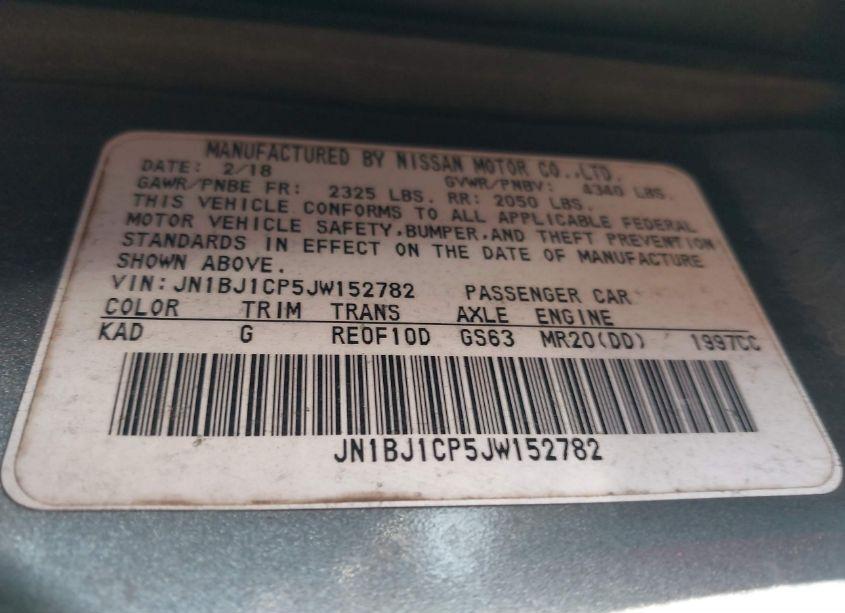 MANUFACTURED BY NISSAN MOTOR CO.,LTD.
DATE: 2/18 GVWR/PNBV: 4340 LBS.
GAWR/PNBE FR: 2325 LBS. RR: 2050 LBS.
THIS VEHICLE CONFORMS TO ALL APPLICABLE FEDERAL
MOTOR VEHICLE SAFETY,BUMPER,AND THEFT PREVENTION
STANDARDS IN EFFECT ON THE DATE OF MANUFACTURE
SHOWN ABOVE.
VIN:JN1BJ1CP5JW152782 PASSENGER CAR
COLOR TRIM TRANS AXLE ENGINE
KAD G RE0F10D GS63 MR20(DD) 1997CC
JN1BJ1CP5JW152782